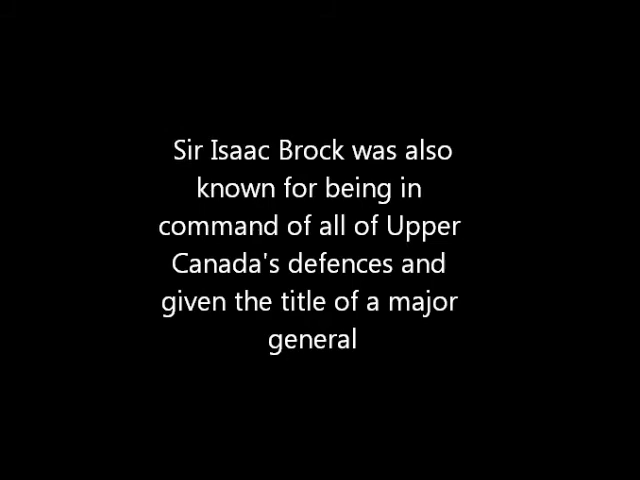 Sir Isaac Brock was also
known for being in
command of all of Upper
Canada's defences and
given the title of a major
general